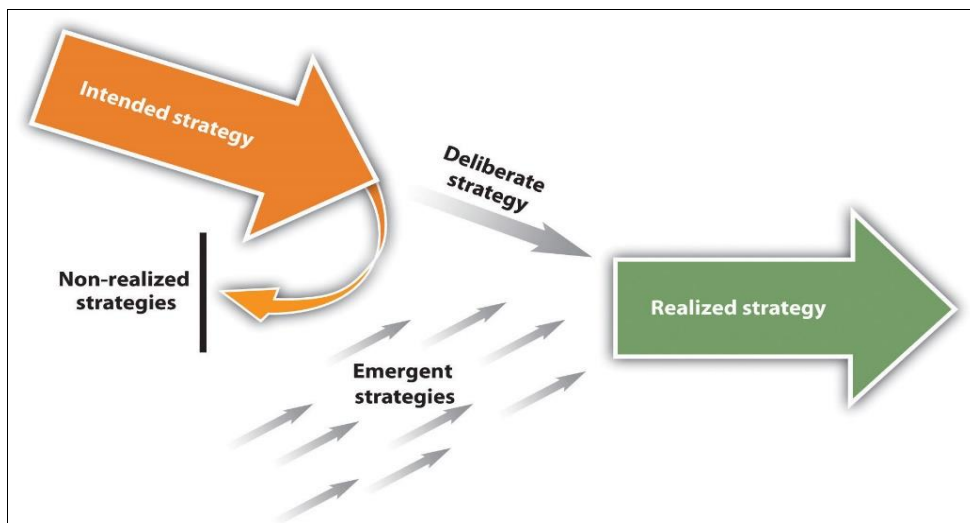 Intended strategy
Deliberate
strategy
Non-realized
strategies
Realized strategy
Emergent
strategies